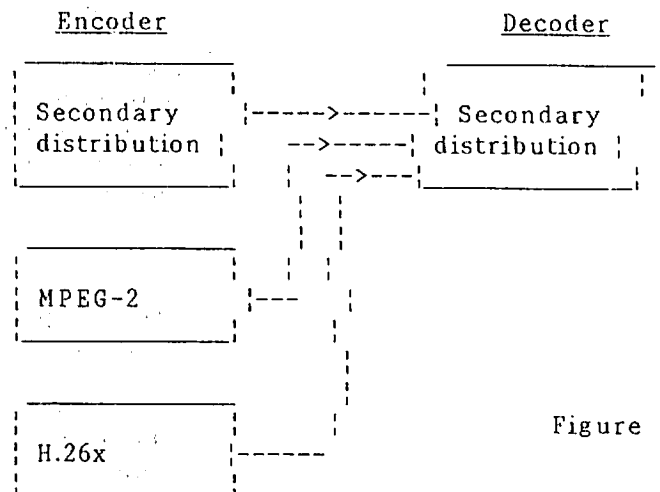 Encoder Decoder
Secondary distribution
Secondary distribution
MPEG-2
H.26x
Figure